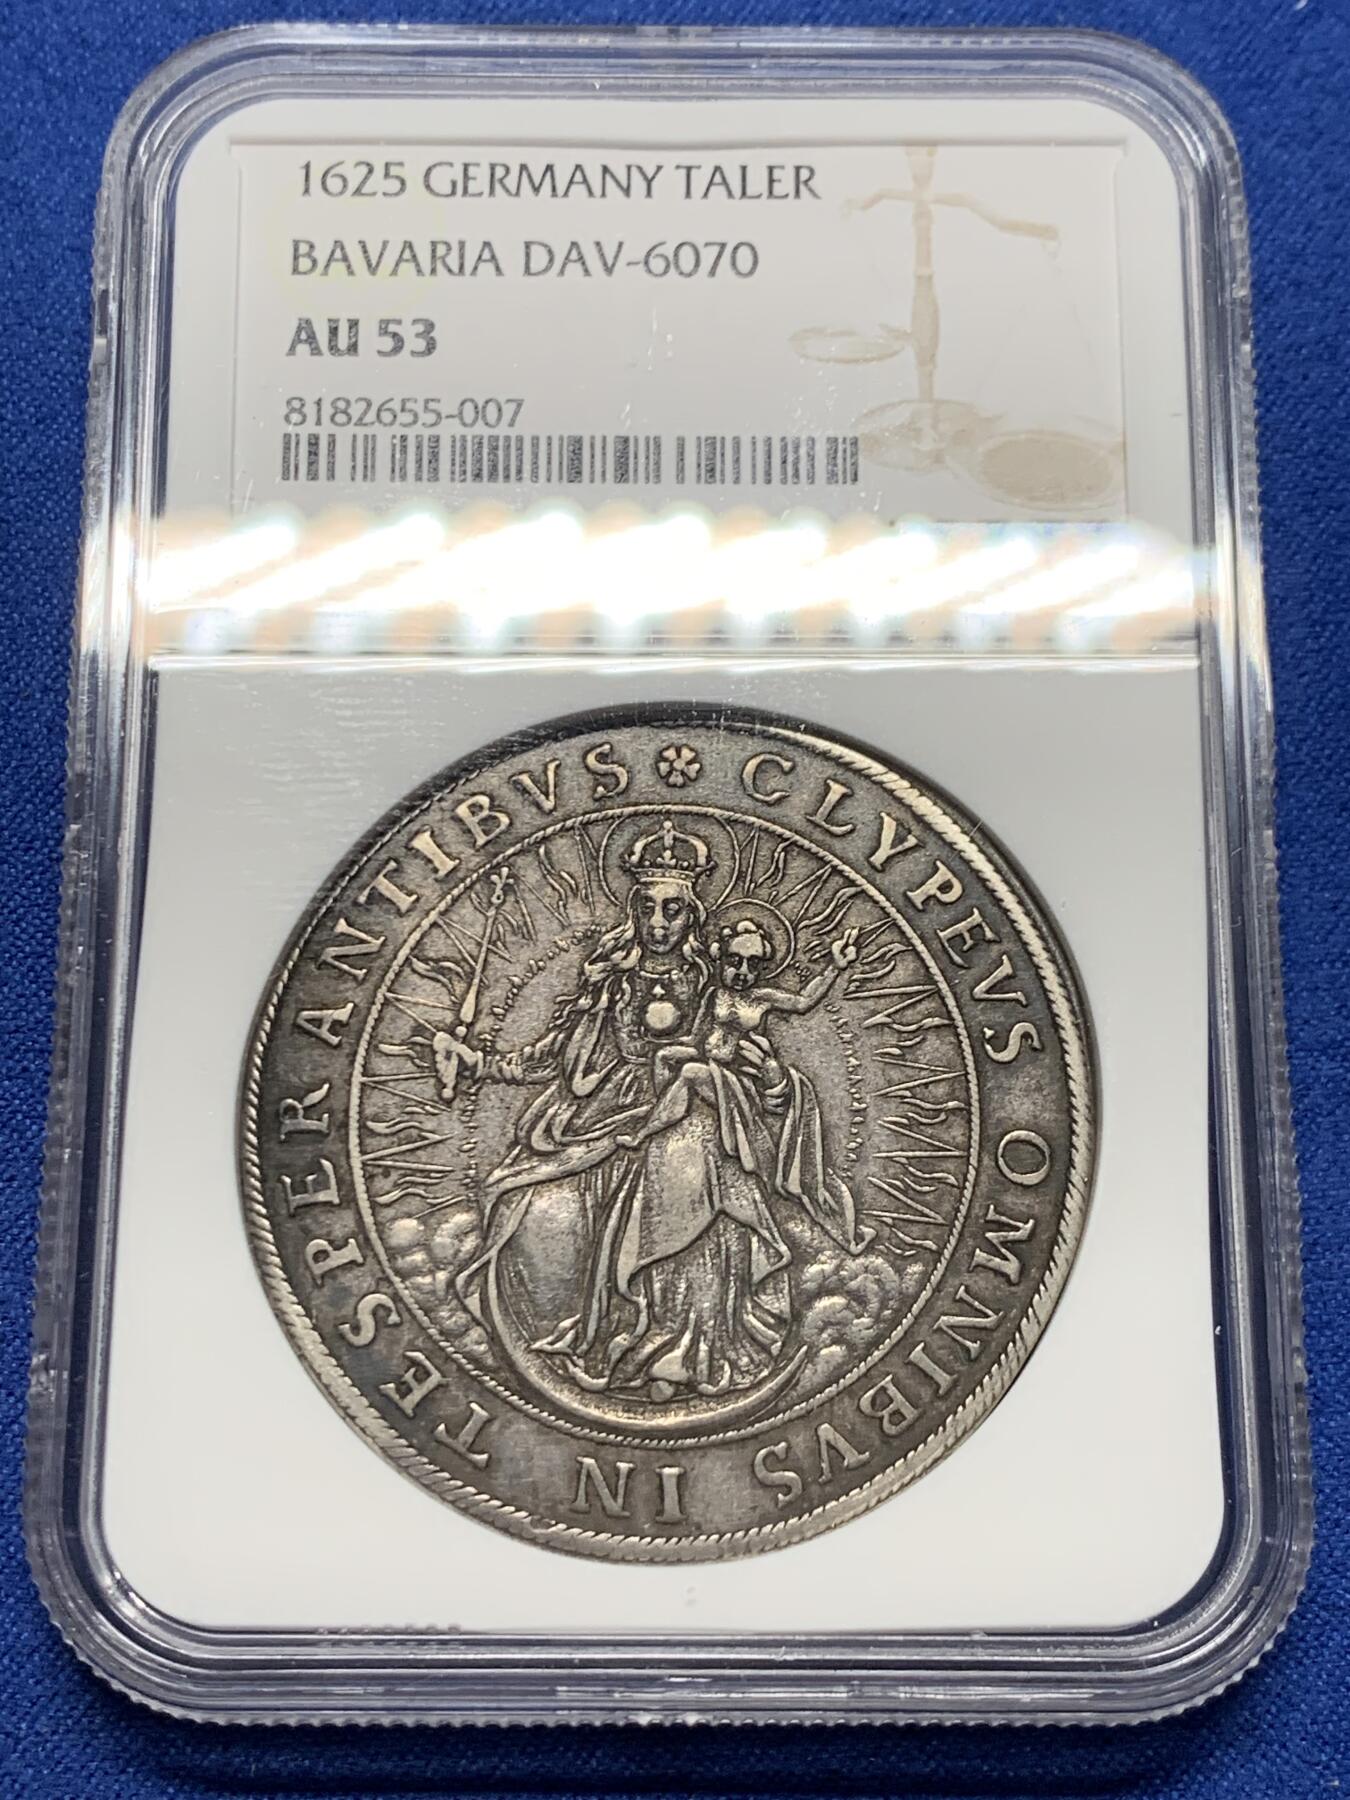 1625 GERMANY TALER
BAVARIA DAV-6070
AU 53
8182655-007
CLYPEVS OMNIBVS IN TE SPERANTIBVS